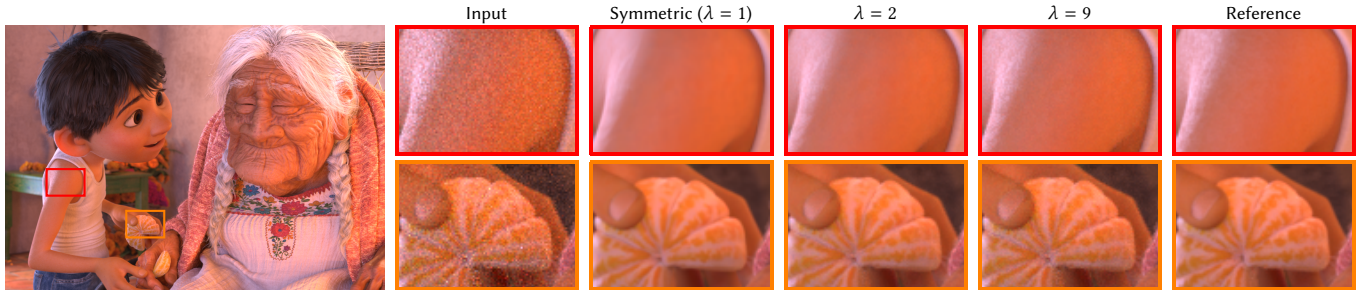 Input Symmetric (λ = 1) λ = 2 λ = 9 Reference